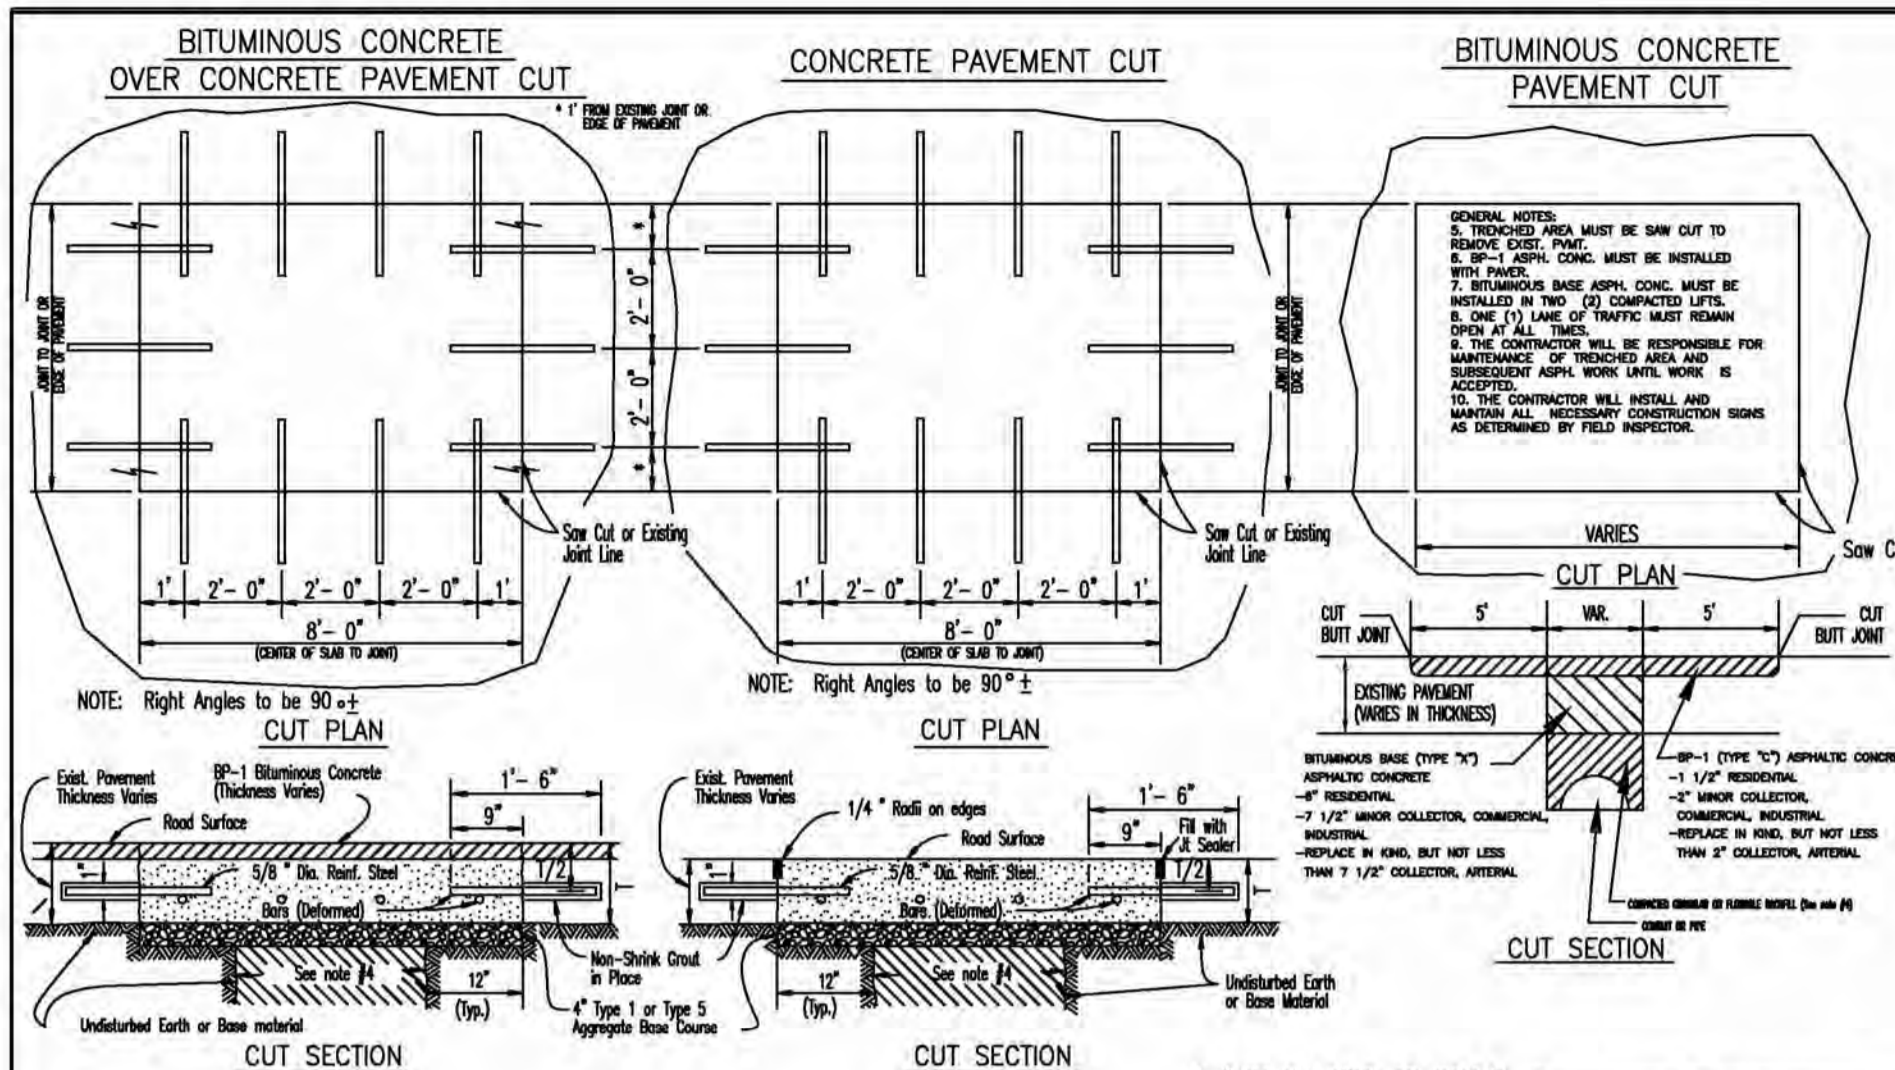 BITUMINOUS CONCRETE
OVER CONCRETE PAVEMENT CUT
* 1' FROM EXISTING JOINT OR
EDGE OF PAVEMENT
JOINT TO JOINT OR
EDGE OF PAVEMENT
*
2'- 0"
2'- 0"
*
Saw Cut or Existing
Joint Line
1' 2'- 0" 2'- 0" 2'- 0" 1'
8'- 0"
(CENTER OF SLAB TO JOINT)
NOTE: Right Angles to be 90 °±
CUT PLAN
Exist. Pavement
Thickness Varies
BP-1 Bituminous Concrete
(Thickness Varies)
Road Surface
1'- 6"
9"
1"
5/8 " Dia. Reinf. Steel
T/2
T
Bars (Deformed)
See note #4
12"
(Typ.)
Non-Shrink Grout
in Place
4" Type 1 or Type 5
Aggregate Base Course
Undisturbed Earth or Base material
CUT SECTION
CONCRETE PAVEMENT CUT
JOINT TO JOINT OR
EDGE OF PAVEMENT
Saw Cut or Existing
Joint Line
1' 2'- 0" 2'- 0" 2'- 0" 1'
8'- 0"
(CENTER OF SLAB TO JOINT)
NOTE: Right Angles to be 90°±
CUT PLAN
Exist. Pavement
Thickness Varies
1/4 " Radii on edges
Road Surface
1'- 6"
9"
Fill with
Jt Sealer
1"
5/8 " Dia. Reinf. Steel
T/2
T
Bars (Deformed)
See note #4
12"
(Typ.)
Undisturbed Earth
or Base Material
CUT SECTION
BITUMINOUS CONCRETE
PAVEMENT CUT
GENERAL NOTES:
5. TRENCHED AREA MUST BE SAW CUT TO
REMOVE EXIST. PVMT.
6. BP-1 ASPH. CONC. MUST BE INSTALLED
WITH PAVER.
7. BITUMINOUS BASE ASPH. CONC. MUST BE
INSTALLED IN TWO (2) COMPACTED LIFTS.
8. ONE (1) LANE OF TRAFFIC MUST REMAIN
OPEN AT ALL TIMES.
9. THE CONTRACTOR WILL BE RESPONSIBLE FOR
MAINTENANCE OF TRENCHED AREA AND
SUBSEQUENT ASPH. WORK UNTIL WORK IS
ACCEPTED.
10. THE CONTRACTOR WILL INSTALL AND
MAINTAIN ALL NECESSARY CONSTRUCTION SIGNS
AS DETERMINED BY FIELD INSPECTOR.
VARIES
Saw C
CUT PLAN
CUT
BUTT JOINT
5' VAR. 5'
CUT
BUTT JOINT
EXISTING PAVEMENT
(VARIES IN THICKNESS)
BITUMINOUS BASE (TYPE "X")
ASPHALTIC CONCRETE
-6" RESIDENTIAL
-7 1/2" MINOR COLLECTOR, COMMERCIAL,
INDUSTRIAL
-REPLACE IN KIND, BUT NOT LESS
THAN 7 1/2" COLLECTOR, ARTERIAL
BP-1 (TYPE "C") ASPHALTIC CONCRE
-1 1/2" RESIDENTIAL
-2" MINOR COLLECTOR,
COMMERCIAL, INDUSTRIAL
-REPLACE IN KIND, BUT NOT LESS
THAN 2" COLLECTOR, ARTERIAL
COMPACTED GRANULAR OR FLOWABLE BACKFILL (See note #4)
CONDUIT OR PIPE
CUT SECTION